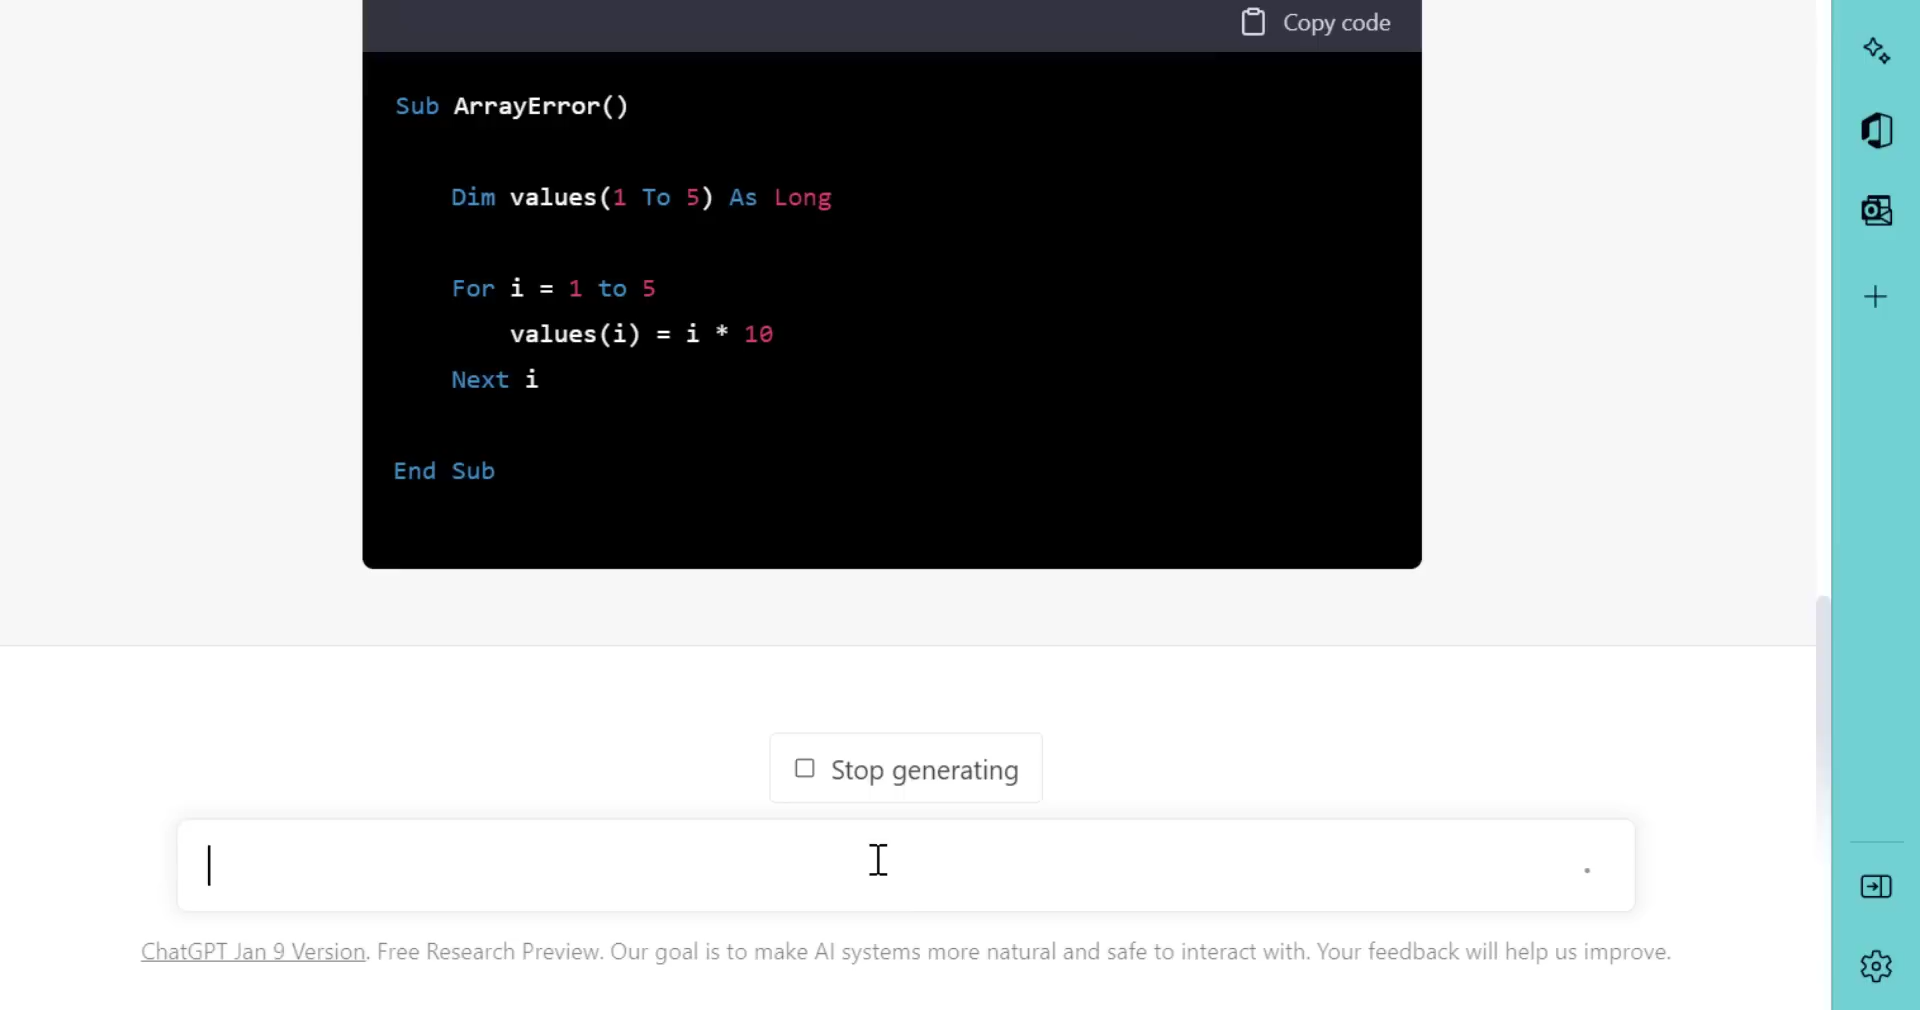 Copy code
Sub ArrayError()
Dim values(1 To 5) As Long
For i = 1 to 5
values(i) = i * 10
Next i
End Sub
Stop generating
ChatGPT Jan 9 Version. Free Research Preview. Our goal is to make AI systems more natural and safe to interact with. Your feedback will help us improve.